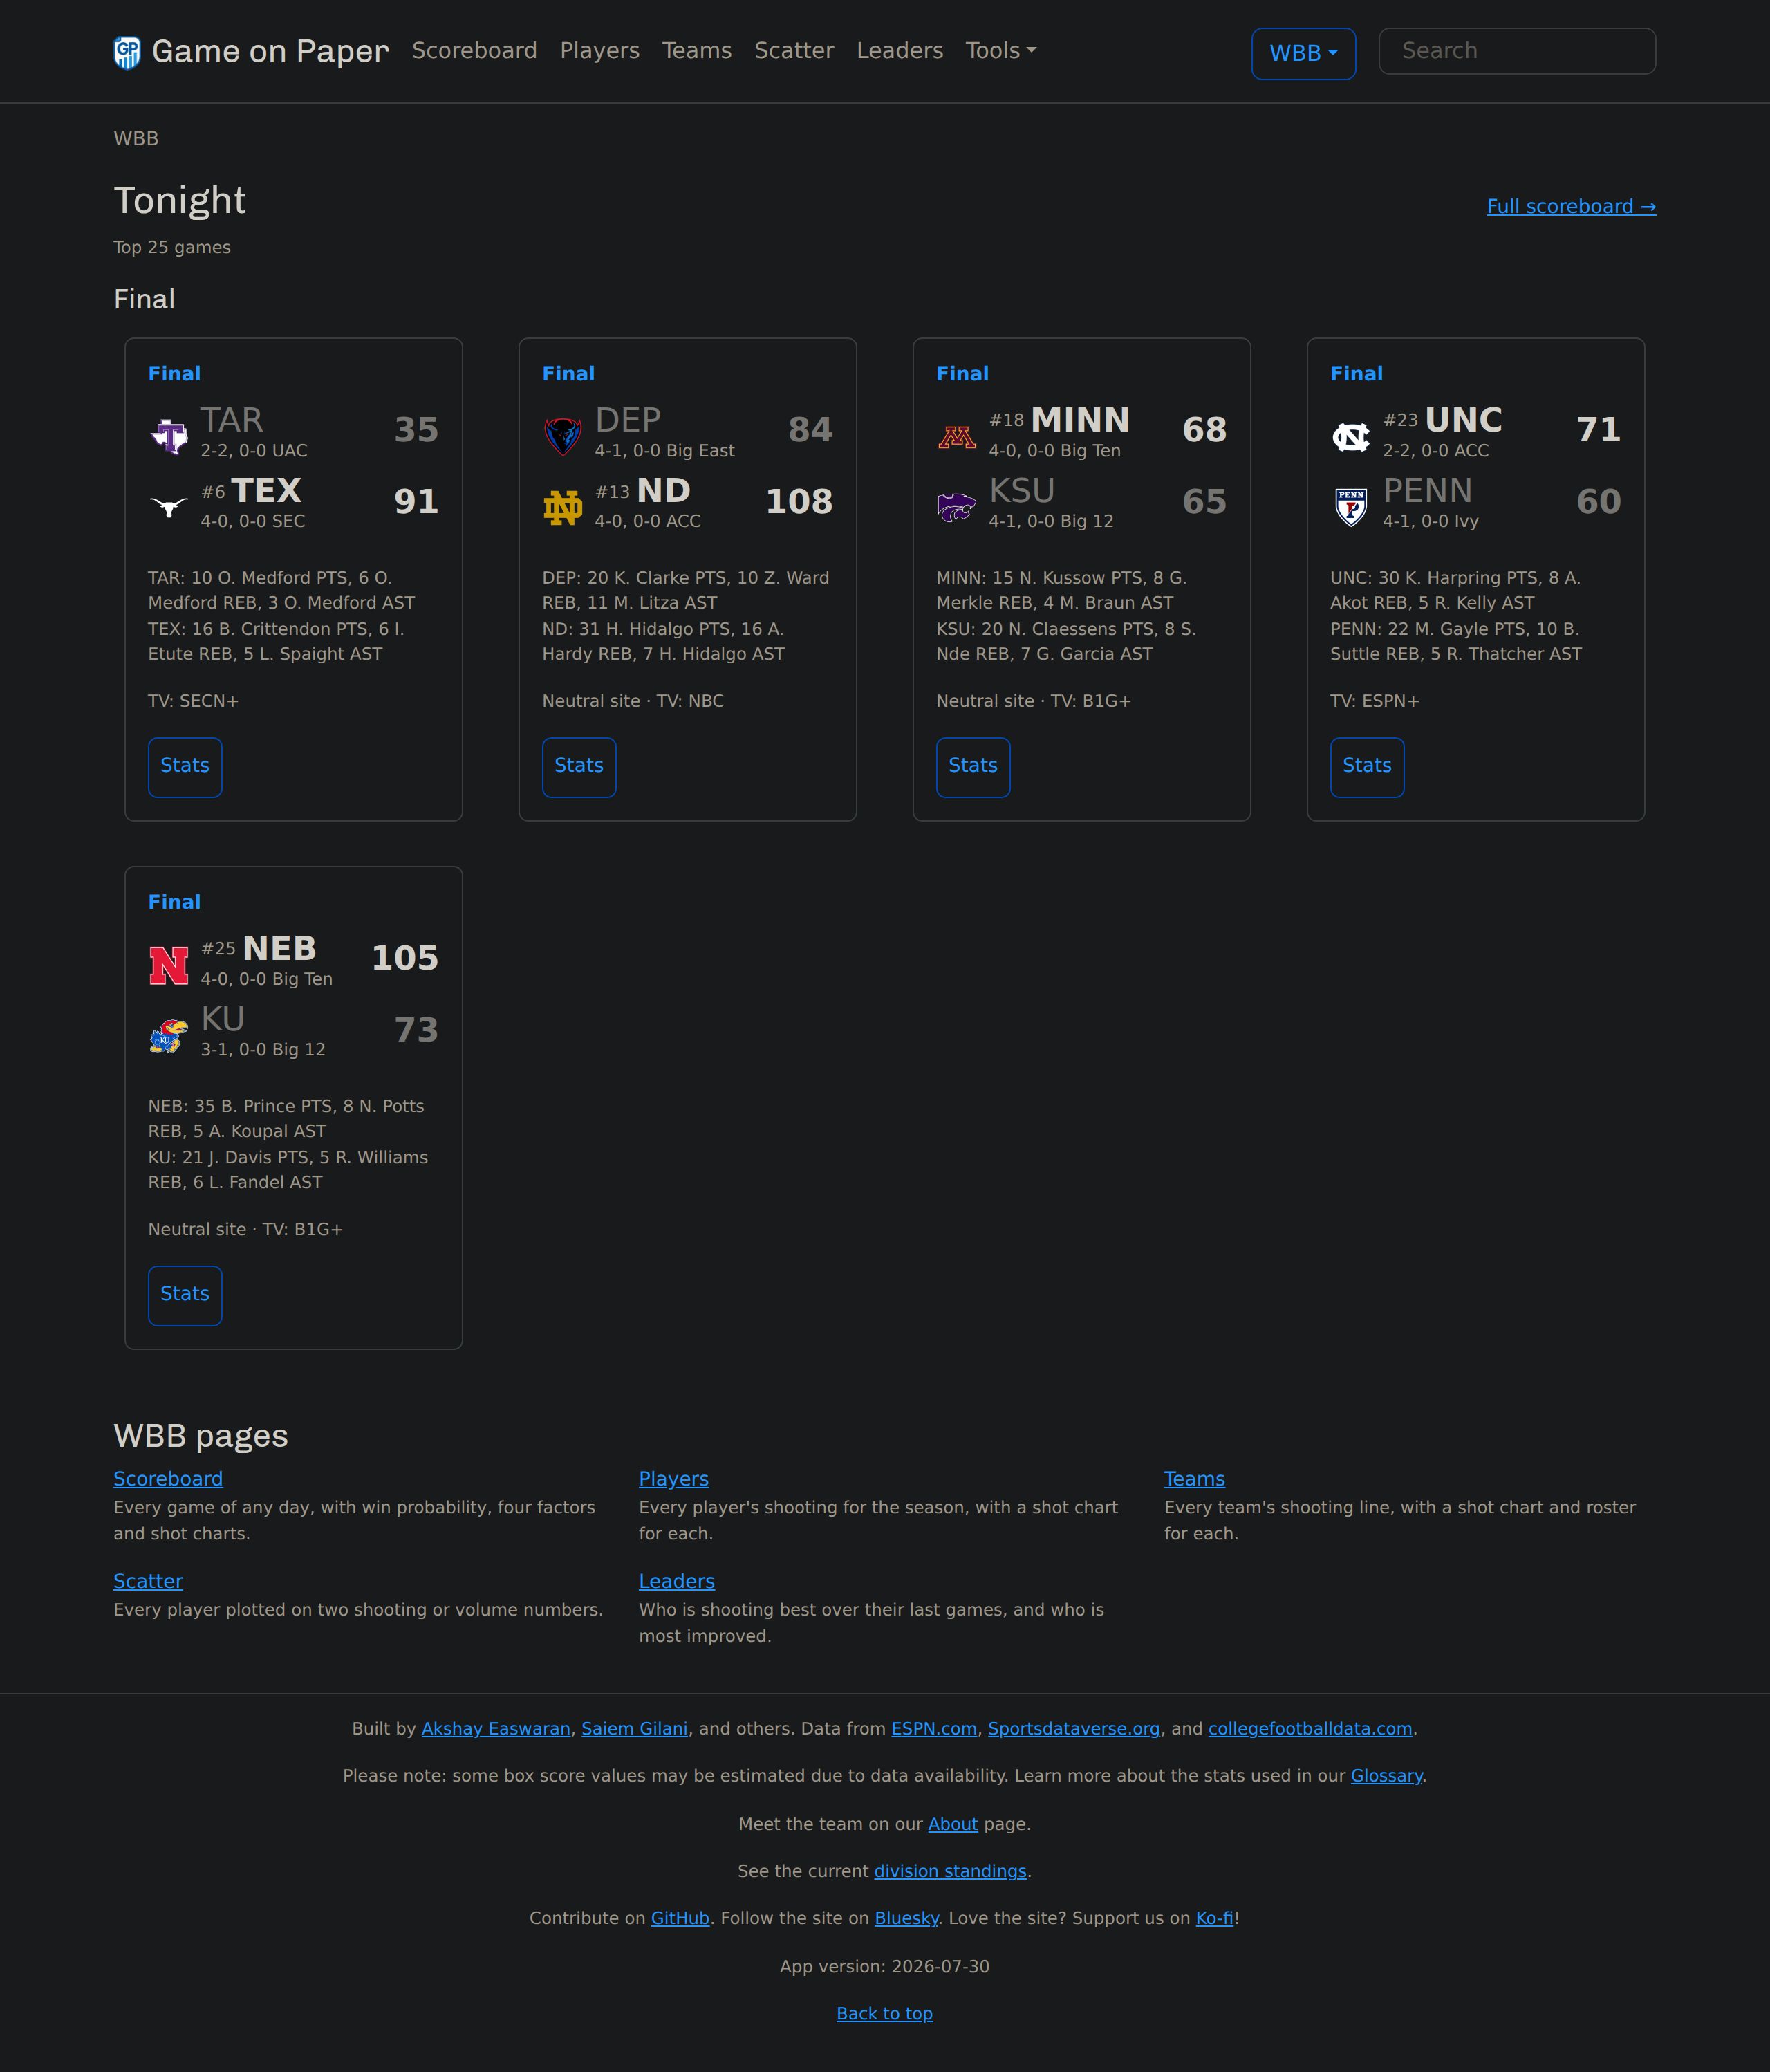 GP Game on Paper Scoreboard Players Teams Scatter Leaders Tools WBB Search
WBB
Tonight
Full scoreboard →
Top 25 games
Final
Final
TAR 35
2-2, 0-0 UAC
#6 TEX 91
4-0, 0-0 SEC
TAR: 10 O. Medford PTS, 6 O.
Medford REB, 3 O. Medford AST
TEX: 16 B. Crittendon PTS, 6 I.
Etute REB, 5 L. Spaight AST
TV: SECN+
Stats
Final
DEP 84
4-1, 0-0 Big East
#13 ND 108
4-0, 0-0 ACC
DEP: 20 K. Clarke PTS, 10 Z. Ward
REB, 11 M. Litza AST
ND: 31 H. Hidalgo PTS, 16 A.
Hardy REB, 7 H. Hidalgo AST
Neutral site · TV: NBC
Stats
Final
#18 MINN 68
4-0, 0-0 Big Ten
KSU 65
4-1, 0-0 Big 12
MINN: 15 N. Kussow PTS, 8 G.
Merkle REB, 4 M. Braun AST
KSU: 20 N. Claessens PTS, 8 S.
Nde REB, 7 G. Garcia AST
Neutral site · TV: B1G+
Stats
Final
#23 UNC 71
2-2, 0-0 ACC
PENN 60
4-1, 0-0 Ivy
UNC: 30 K. Harpring PTS, 8 A.
Akot REB, 5 R. Kelly AST
PENN: 22 M. Gayle PTS, 10 B.
Suttle REB, 5 R. Thatcher AST
TV: ESPN+
Stats
Final
#25 NEB 105
4-0, 0-0 Big Ten
KU 73
3-1, 0-0 Big 12
NEB: 35 B. Prince PTS, 8 N. Potts
REB, 5 A. Koupal AST
KU: 21 J. Davis PTS, 5 R. Williams
REB, 6 L. Fandel AST
Neutral site · TV: B1G+
Stats
WBB pages
Scoreboard
Every game of any day, with win probability, four factors
and shot charts.
Players
Every player's shooting for the season, with a shot chart
for each.
Teams
Every team's shooting line, with a shot chart and roster
for each.
Scatter
Every player plotted on two shooting or volume numbers.
Leaders
Who is shooting best over their last games, and who is
most improved.
Built by Akshay Easwaran, Saiem Gilani, and others. Data from ESPN.com, Sportsdataverse.org, and collegefootballdata.com.
Please note: some box score values may be estimated due to data availability. Learn more about the stats used in our Glossary.
Meet the team on our About page.
See the current division standings.
Contribute on GitHub. Follow the site on Bluesky. Love the site? Support us on Ko-fi!
App version: 2026-07-30
Back to top